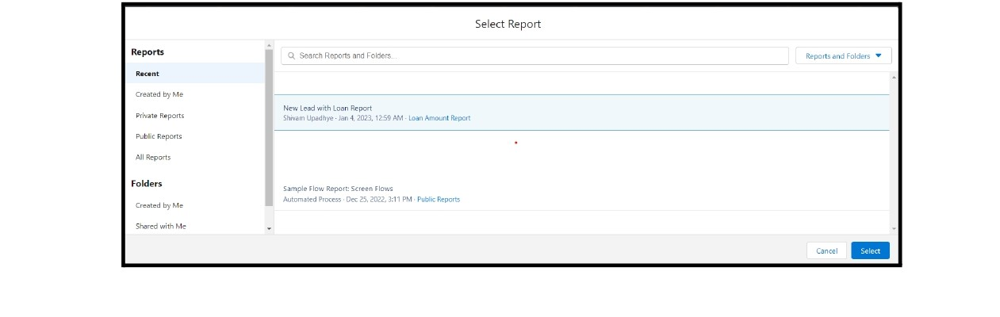 Select Report
Reports
Recent
Created by Me
Private Reports
Public Reports
All Reports
Folders
Created by Me
Shared with Me
Search Reports and Folders...
Reports and Folders
New Lead with Loan Report
Shivam Upadhye · Jan 4, 2023, 12:59 AM · Loan Amount Report
Sample Flow Report: Screen Flows
Automated Process · Dec 25, 2022, 3:11 PM · Public Reports
Cancel
Select